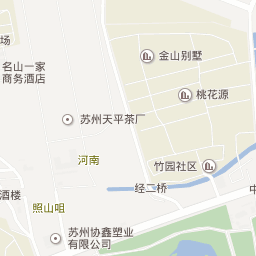 场
金山别墅
名山一家
商务酒店
桃花源
苏州天平茶厂
河南
竹园社区
经二桥
中
酒楼
照山咀
苏州协鑫塑业
有限公司